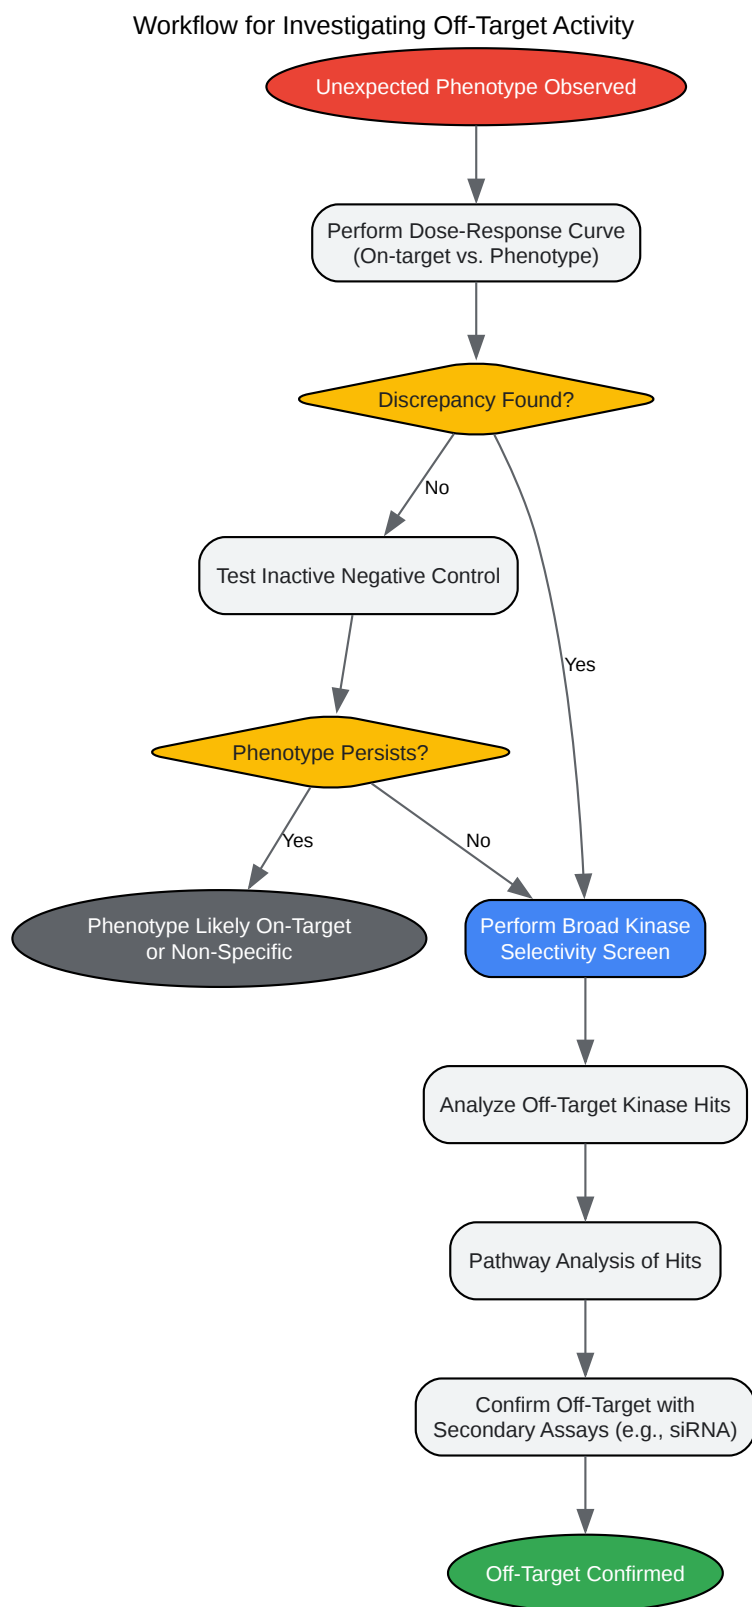 Workflow for Investigating Off-Target Activity
Unexpected Phenotype Observed
Perform Dose-Response Curve
(On-target vs. Phenotype)
Discrepancy Found?
No
Test Inactive Negative Control
Yes
Phenotype Persists?
Yes
No
Phenotype Likely On-Target
or Non-Specific
Perform Broad Kinase
Selectivity Screen
Analyze Off-Target Kinase Hits
Pathway Analysis of Hits
Confirm Off-Target with
Secondary Assays (e.g., siRNA)
Off-Target Confirmed